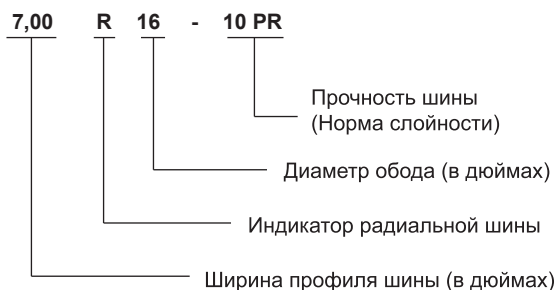 7,00 R 16 - 10 PR
Прочность шины
(Норма слойности)
Диаметр обода (в дюймах)
Индикатор радиальной шины
Ширина профиля шины (в дюймах)